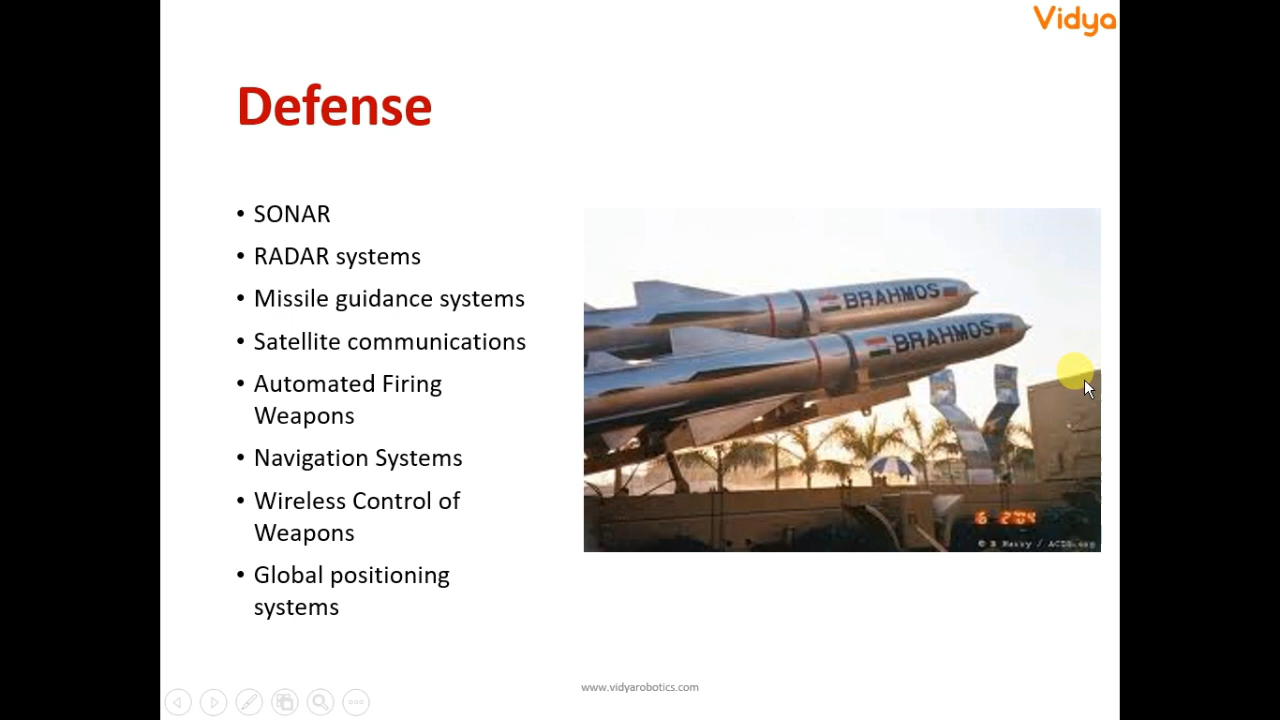 Vidya
Defense
• SONAR
• RADAR systems
• Missile guidance systems
• Satellite communications
• Automated Firing
Weapons
• Navigation Systems
• Wireless Control of
Weapons
• Global positioning
systems
BRAHMOS
BRAHMOS
www.vidyarobotics.com